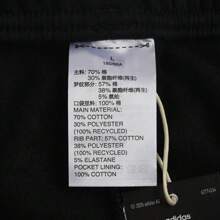 L
主料: 70% 棉
30% 聚酯纤维(再生)
罗纹部分: 57% 棉
38% 聚酯纤维(再生)
5% 氨纶
口袋里料: 100% 棉
MAIN MATERIAL:
70% COTTON
30% POLYESTER
(100% RECYCLED)
RIB PART: 57% COTTON
38% POLYESTER
(100% RECYCLED)
5% ELASTANE
POCKET LINING:
100% COTTON
adidas